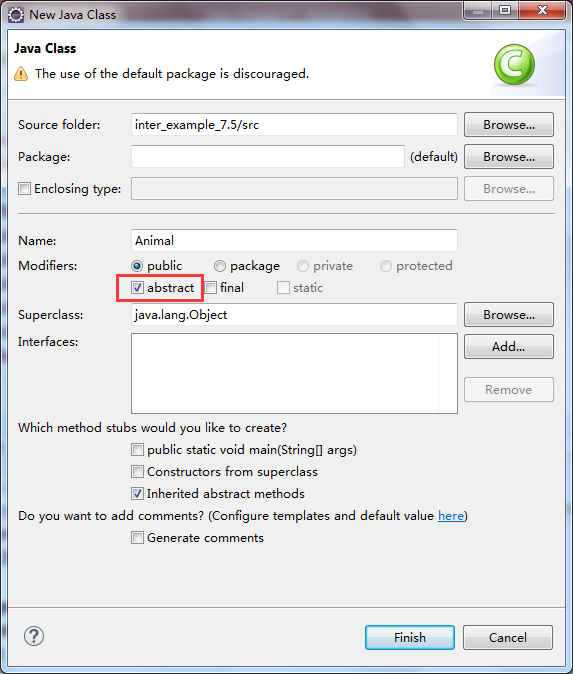 New Java Class
Java Class
The use of the default package is discouraged.
Source folder: inter_example_7.5/src Browse...
Package: (default) Browse...
Enclosing type: Browse...
Name: Animal
Modifiers: public package private protected
abstract final static
Superclass: java.lang.Object Browse...
Interfaces: Add...
Remove
Which method stubs would you like to create?
public static void main(String[] args)
Constructors from superclass
Inherited abstract methods
Do you want to add comments? (Configure templates and default value here)
Generate comments
? Finish Cancel